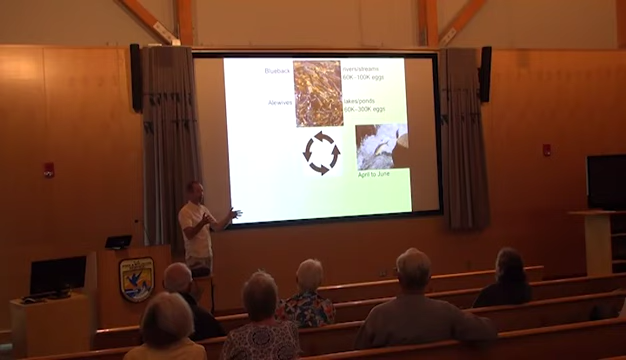 Blueback
rivers/streams
60K -100K eggs
Alewives
lakes/ponds
60K -300K eggs
April to June